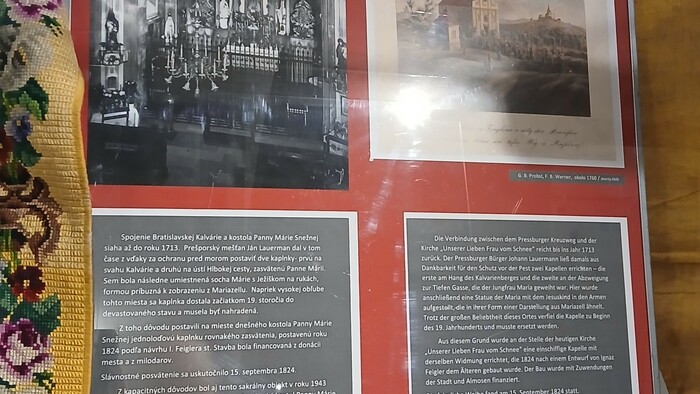 G. B. Probst, F. B. Werner, okolo 1760 /
Spojenie Bratislavskej Kalvárie a kostola Panny Márie Snežnej
siaha až do roku 1713. Prešporský mešťan Ján Lauerman dal v tom
čase z vďaky za ochranu pred morom postaviť dve kaplnky- prvú na
svahu Kalvárie a druhú na ústí Hlbokej cesty, zasvätenú Panne Márii.
Sem bola následne umiestnená socha Márie s Ježiškom na rukách,
formou príbuzná k zobrazeniu z Mariazellu. Napriek vysokej obľube
tohto miesta sa kaplnka dostala začiatkom 19. storočia do
devastovaného stavu a musela byť nahradená.
Z toho dôvodu postavili na mieste dnešného kostola Panny Márie
Snežnej jednoloďovú kaplnku rovnakého zasvätenia, postavenú roku
1824 podľa návrhu I. Feiglera st. Stavba bola financovaná z donácii
mesta a z milodarov.
Slávnostné posvätenie sa uskutočnilo 15. septembra 1824.
Z kapacitných dôvodov bol aj tento sakrálny objekt v roku 1943
Panny Márie
Die Verbindung zwischen dem Pressburger Kreuzweg und der
Kirche „Unserer Lieben Frau vom Schnee" reicht bis ins Jahr 1713
zurück. Der Pressburger Bürger Johann Lauermann ließ damals aus
Dankbarkeit für den Schutz vor der Pest zwei Kapellen errichten – die
erste am Hang des Kalvarienberges und die zweite an der Abzweigung
zur Tiefen Gasse, die der Jungfrau Maria geweiht war; Hier wurde
anschließend eine Statue der Maria mit dem Jesuskind in den Armen
aufgestellt, die in ihrer Form einer Darstellung aus Mariazell ähnelt.
Trotz der großen Beliebtheit dieses Ortes verfiel die Kapelle zu Beginn
des 19. Jahrhunderts und musste ersetzt werden.
Aus diesem Grund wurde an der Stelle der heutigen Kirche
„Unserer Lieben Frau vom Schnee" eine einschiffige Kapelle mit
derselben Widmung errichtet, die 1824 nach einem Entwurf von Ignaz
Feigler dem Älteren gebaut wurde. Der Bau wurde mit Zuwendungen
der Stadt und Almosen finanziert.
fand am 15. September 1824 statt.